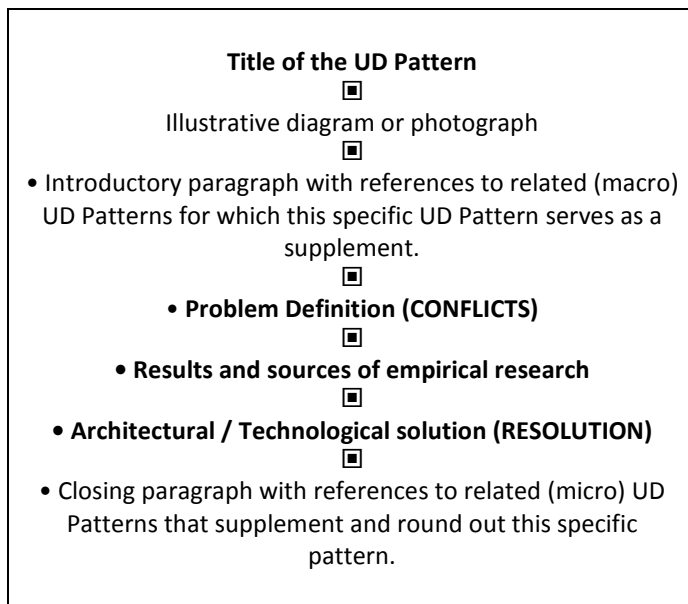 Title of the UD Pattern
▣
Illustrative diagram or photograph
▣
• Introductory paragraph with references to related (macro)
UD Patterns for which this specific UD Pattern serves as a
supplement.
▣
• Problem Definition (CONFLICTS)
▣
• Results and sources of empirical research
▣
• Architectural / Technological solution (RESOLUTION)
▣
• Closing paragraph with references to related (micro) UD
Patterns that supplement and round out this specific
pattern.